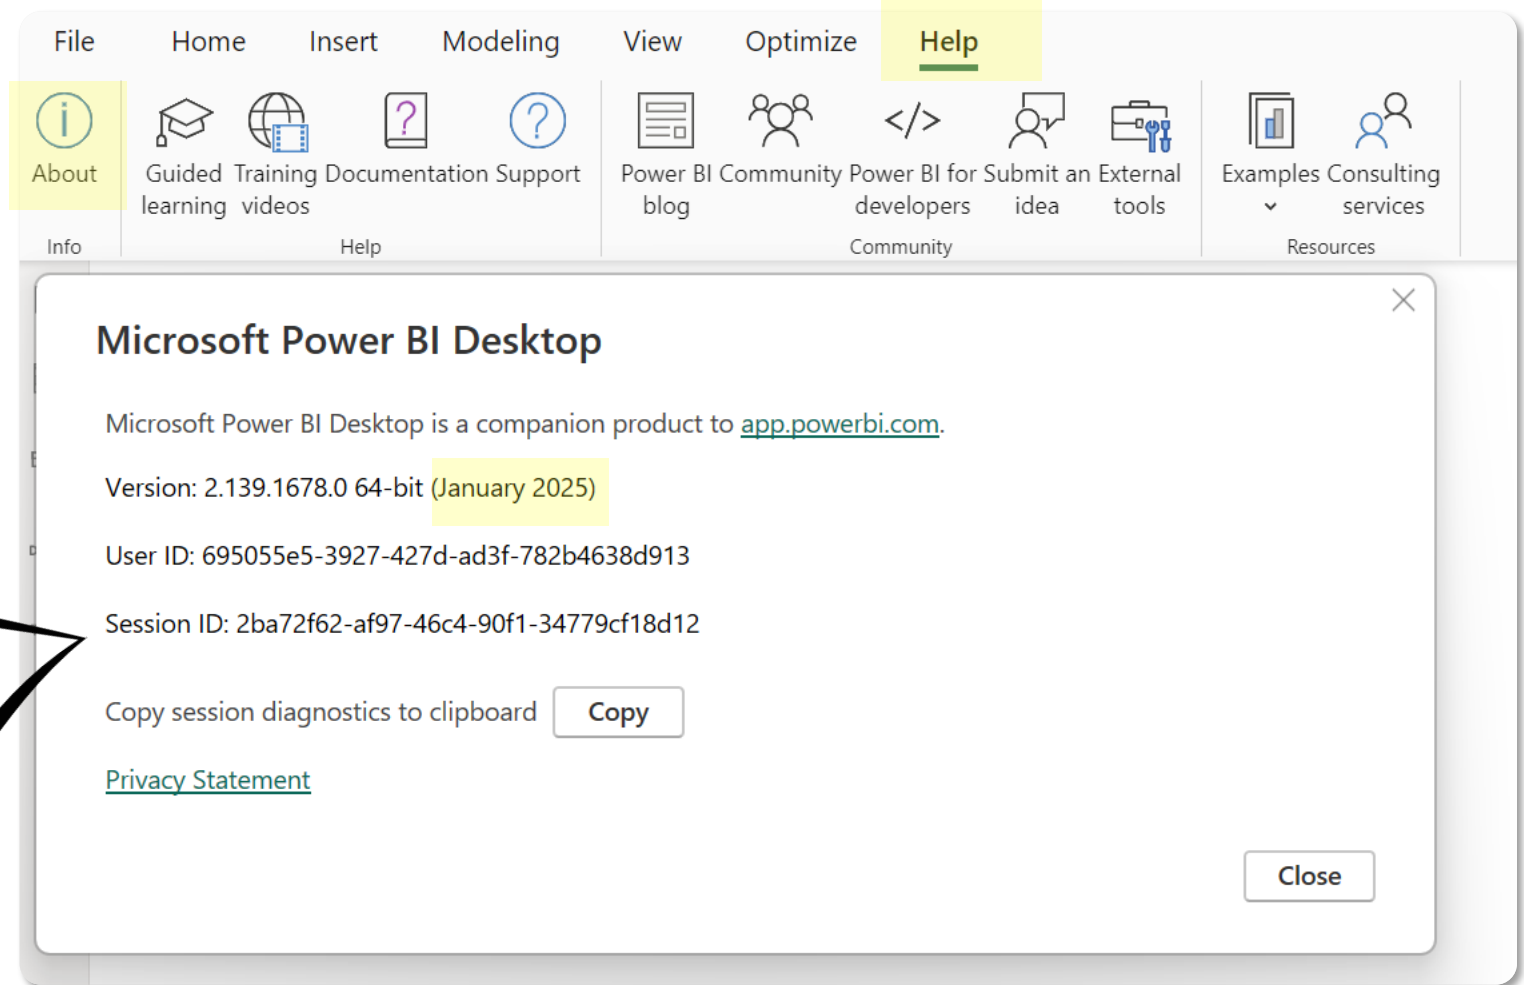 File Home Insert Modeling View Optimize Help
About Guided Training Documentation Support Power BI Community Power BI for Submit an External Examples Consulting
learning videos blog developers idea tools services
Info Help Community Resources
Microsoft Power BI Desktop
Microsoft Power BI Desktop is a companion product to app.powerbi.com.
Version: 2.139.1678.0 64-bit (January 2025)
User ID: 695055e5-3927-427d-ad3f-782b4638d913
Session ID: 2ba72f62-af97-46c4-90f1-34779cf18d12
Copy session diagnostics to clipboard Copy
Privacy Statement
Close